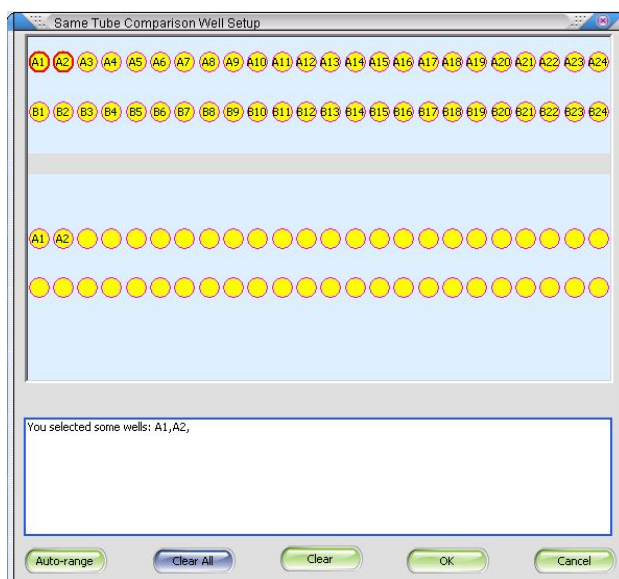 Same Tube Comparison Well Setup
A1 A2 A3 A4 A5 A6 A7 A8 A9 A10 A11 A12 A13 A14 A15 A16 A17 A18 A19 A20 A21 A22 A23 A24
B1 B2 B3 B4 B5 B6 B7 B8 B9 B10 B11 B12 B13 B14 B15 B16 B17 B18 B19 B20 B21 B22 B23 B24
A1 A2
You selected some wells: A1,A2,
Auto-range Clear All Clear OK Cancel